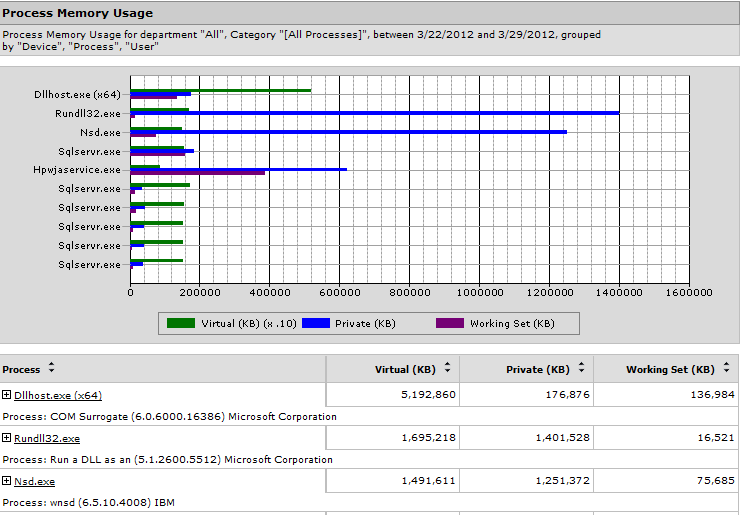 Process Memory Usage
Process Memory Usage for department "All", Category "[All Processes]", between 3/22/2012 and 3/29/2012, grouped
by "Device", "Process", "User"
Dllhost.exe (x64)
Rundll32.exe
Nsd.exe
Sqlservr.exe
Hpwjaservice.exe
Sqlservr.exe
Sqlservr.exe
Sqlservr.exe
Sqlservr.exe
Sqlservr.exe
0 200000 400000 600000 800000 1000000 1200000 1400000 1600000
Virtual (KB) (x .10) Private (KB) Working Set (KB)
Process Virtual (KB) Private (KB) Working Set (KB)
Dllhost.exe (x64) 5,192,860 176,876 136,984
Process: COM Surrogate (6.0.6000.16386) Microsoft Corporation
Rundll32.exe 1,695,218 1,401,528 16,521
Process: Run a DLL as an (5.1.2600.5512) Microsoft Corporation
Nsd.exe 1,491,611 1,251,372 75,685
Process: wnsd (6.5.10.4008) IBM